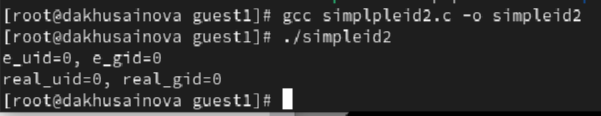 [root@dakhusainova guest1]# gcc simplpleid2.c -o simpleid2
[root@dakhusainova guest1]# ./simpleid2
e_uid=0, e_gid=0
real_uid=0, real_gid=0
[root@dakhusainova guest1]#